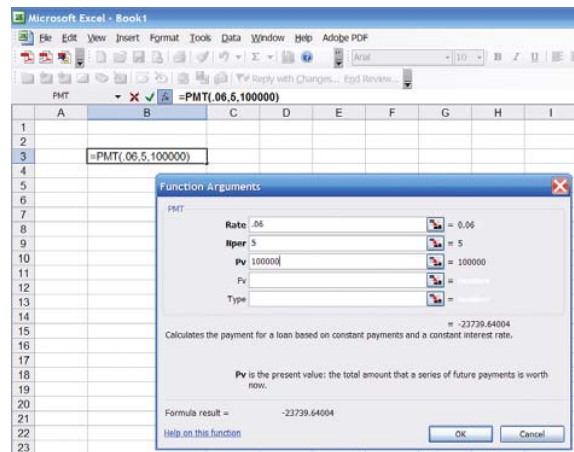 Microsoft Excel - Book1
File Edit View Insert Format Tools Data Window Help Adobe PDF
Arial 10 B I U
Reply with Changes... End Review...
PMT =PMT(.06,5,100000)
A B C D E F G H I
1
2
3 =PMT(.06,5,100000)
4
5
6
7
8
9
10
11
12
13
14
15
16
17
18
19
20
21
22
23
Function Arguments
PMT
Rate .06 = 0.06
Nper 5 = 5
Pv 100000 = 100000
Fv =
Type =
= -23739.64004
Calculates the payment for a loan based on constant payments and a constant interest rate.
Pv is the present value: the total amount that a series of future payments is worth
now.
Formula result = -23739.64004
Help on this function OK Cancel